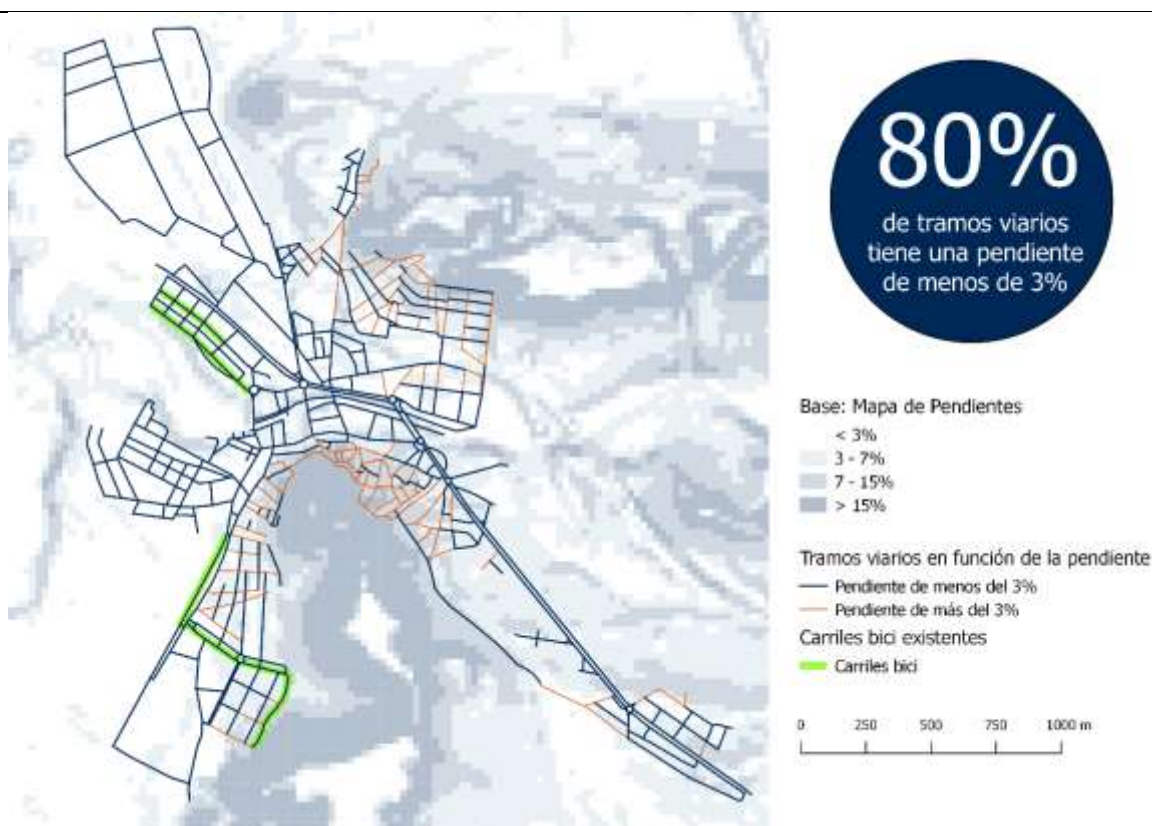 80%
de tramos viarios
tiene una pendiente
de menos de 3%
Base: Mapa de Pendientes
< 3%
3 - 7%
7 - 15%
> 15%
Tramos viarios en función de la pendiente
Pendiente de menos del 3%
Pendiente de más del 3%
Carriles bici existentes
Carriles bici
0 250 500 750 1000 m